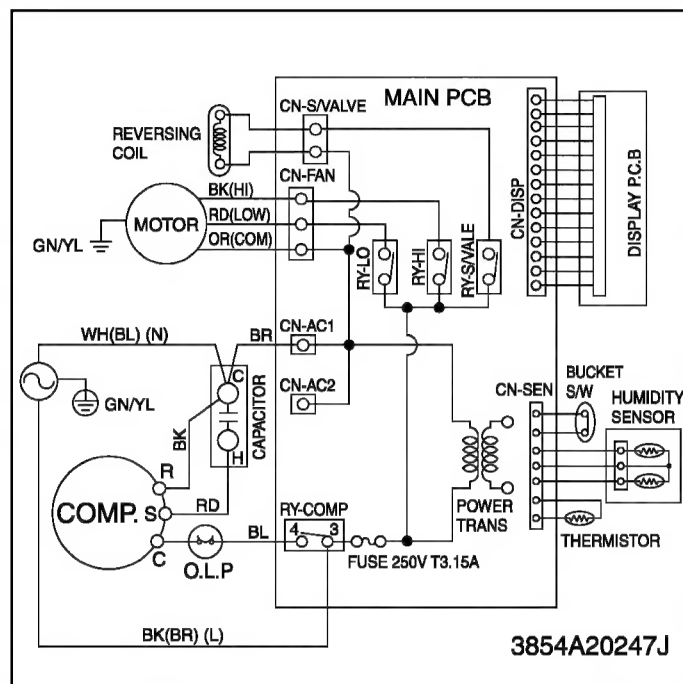 CN-S/VALVE
MAIN PCB
REVERSING
COIL
CN-FAN
BK(HI)
RD(LOW)
OR(COM)
MOTOR
GN/YL
RY-LO
RY-HI
RY-S/VALE
CN-DISP
DISPLAY P.C.B
WH(BL) (N)
BR
CN-AC1
CN-AC2
C
H
CAPACITOR
GN/YL
BK
R
COMP.
S
RD
C
O.L.P
BL
RY-COMP
4
3
FUSE 250V T3.15A
POWER
TRANS
CN-SEN
BUCKET
S/W
HUMIDITY
SENSOR
THERMISTOR
BK(BR) (L)
3854A20247J